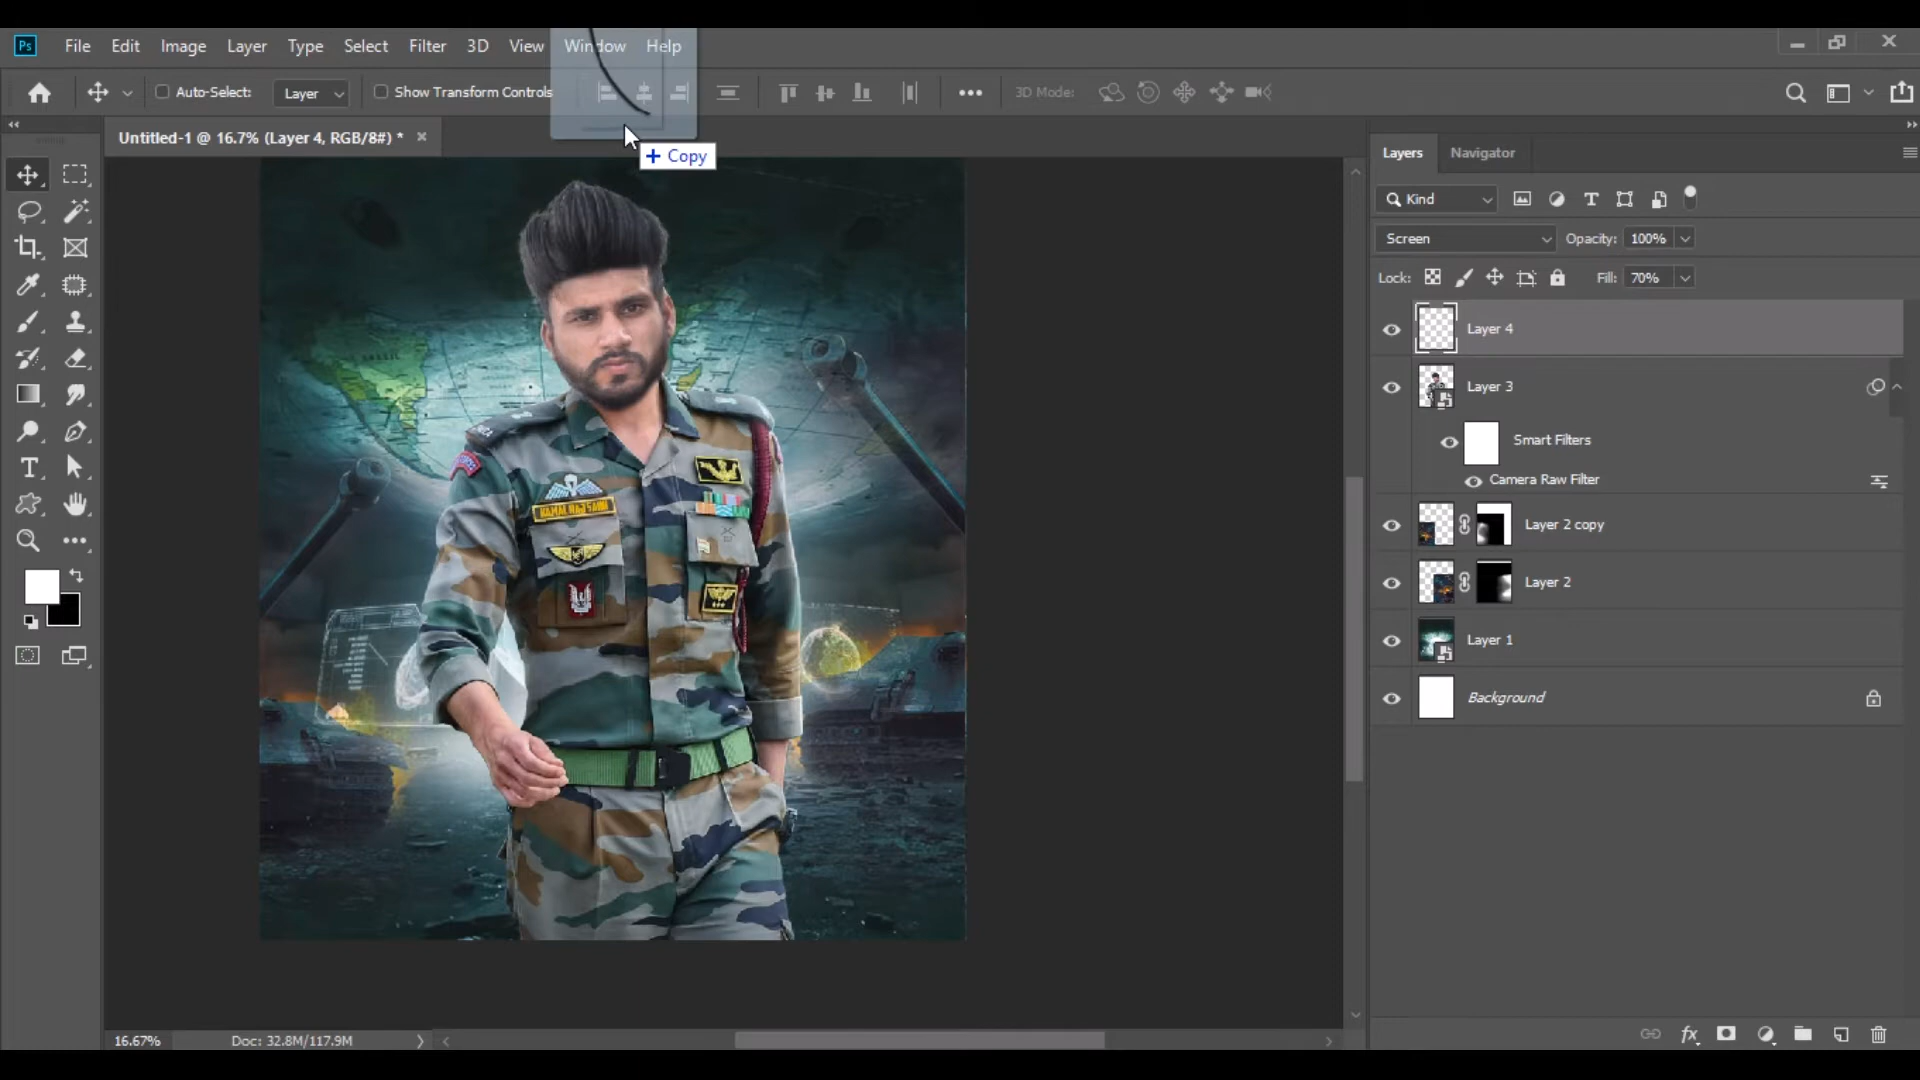 Ps File Edit Image Layer Type Select Filter 3D View Window Help
Auto-Select: Layer Show Transform Controls 3D Mode:
Untitled-1 @ 16.7% (Layer 4, RGB/8#) *
+ Copy
Layers Navigator
Kind
Screen Opacity: 100%
Lock: Fill: 70%
Layer 4
Layer 3
Smart Filters
Camera Raw Filter
Layer 2 copy
Layer 2
Layer 1
Background
fx
16.67% Doc: 32.8M/117.9M